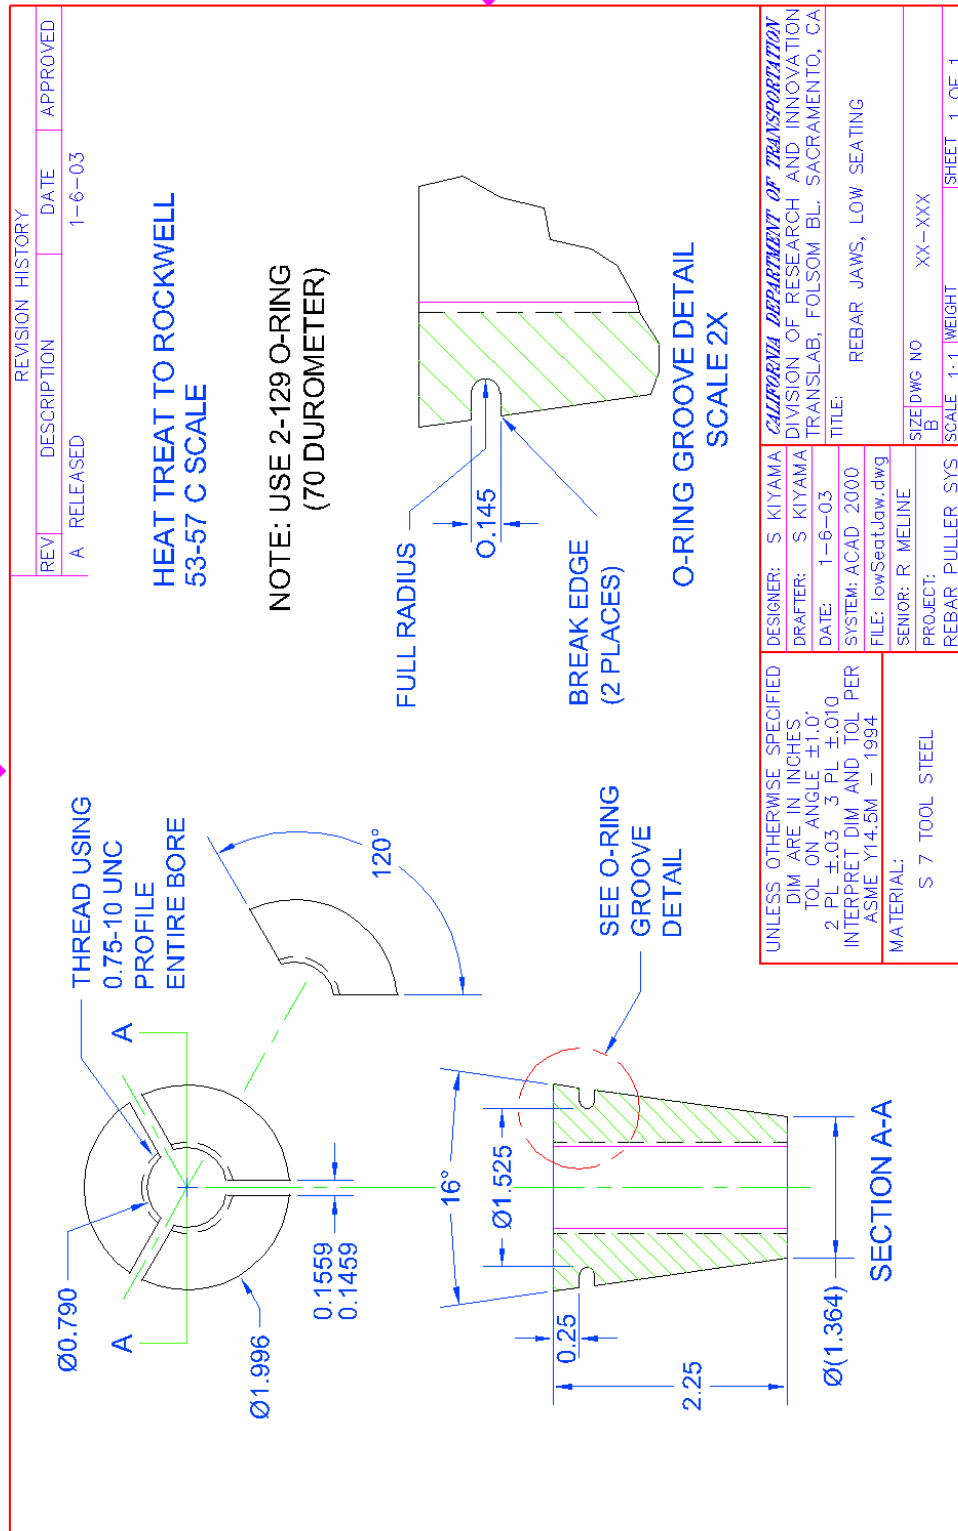 REVISION HISTORY
REV DESCRIPTION DATE APPROVED
A RELEASED 1-6-03
HEAT TREAT TO ROCKWELL
53-57 C SCALE
NOTE: USE 2-129 O-RING
(70 DUROMETER)
THREAD USING
0.75-10 UNC
PROFILE
ENTIRE BORE
Ø0.790
A
A
Ø1.996
0.1559
0.1459
120°
16°
Ø1.525
0.25
2.25
Ø(1.364)
SECTION A-A
SEE O-RING
GROOVE
DETAIL
FULL RADIUS
0.145
BREAK EDGE
(2 PLACES)
O-RING GROOVE DETAIL
SCALE 2X
UNLESS OTHERWISE SPECIFIED
DIM ARE IN INCHES
TOL ON ANGLE ±1.0°
2 PL ±.03 3 PL ±.010
INTERPRET DIM AND TOL PER
ASME Y14.5M - 1994
MATERIAL:
S 7 TOOL STEEL
DESIGNER: S KIYAMA
DRAFTER: S KIYAMA
DATE: 1-6-03
SYSTEM: ACAD 2000
FILE: lowSeatJaw.dwg
SENIOR: R MELINE
PROJECT:
REBAR PULLER SYS
CALIFORNIA DEPARTMENT OF TRANSPORTATION
DIVISION OF RESEARCH AND INNOVATION
TRANSLAB, FOLSOM BL. SACRAMENTO, CA
TITLE:
REBAR JAWS, LOW SEATING
SIZE DWG NO
B XX-XXX
SCALE 1:1 WEIGHT SHEET 1 OF 1